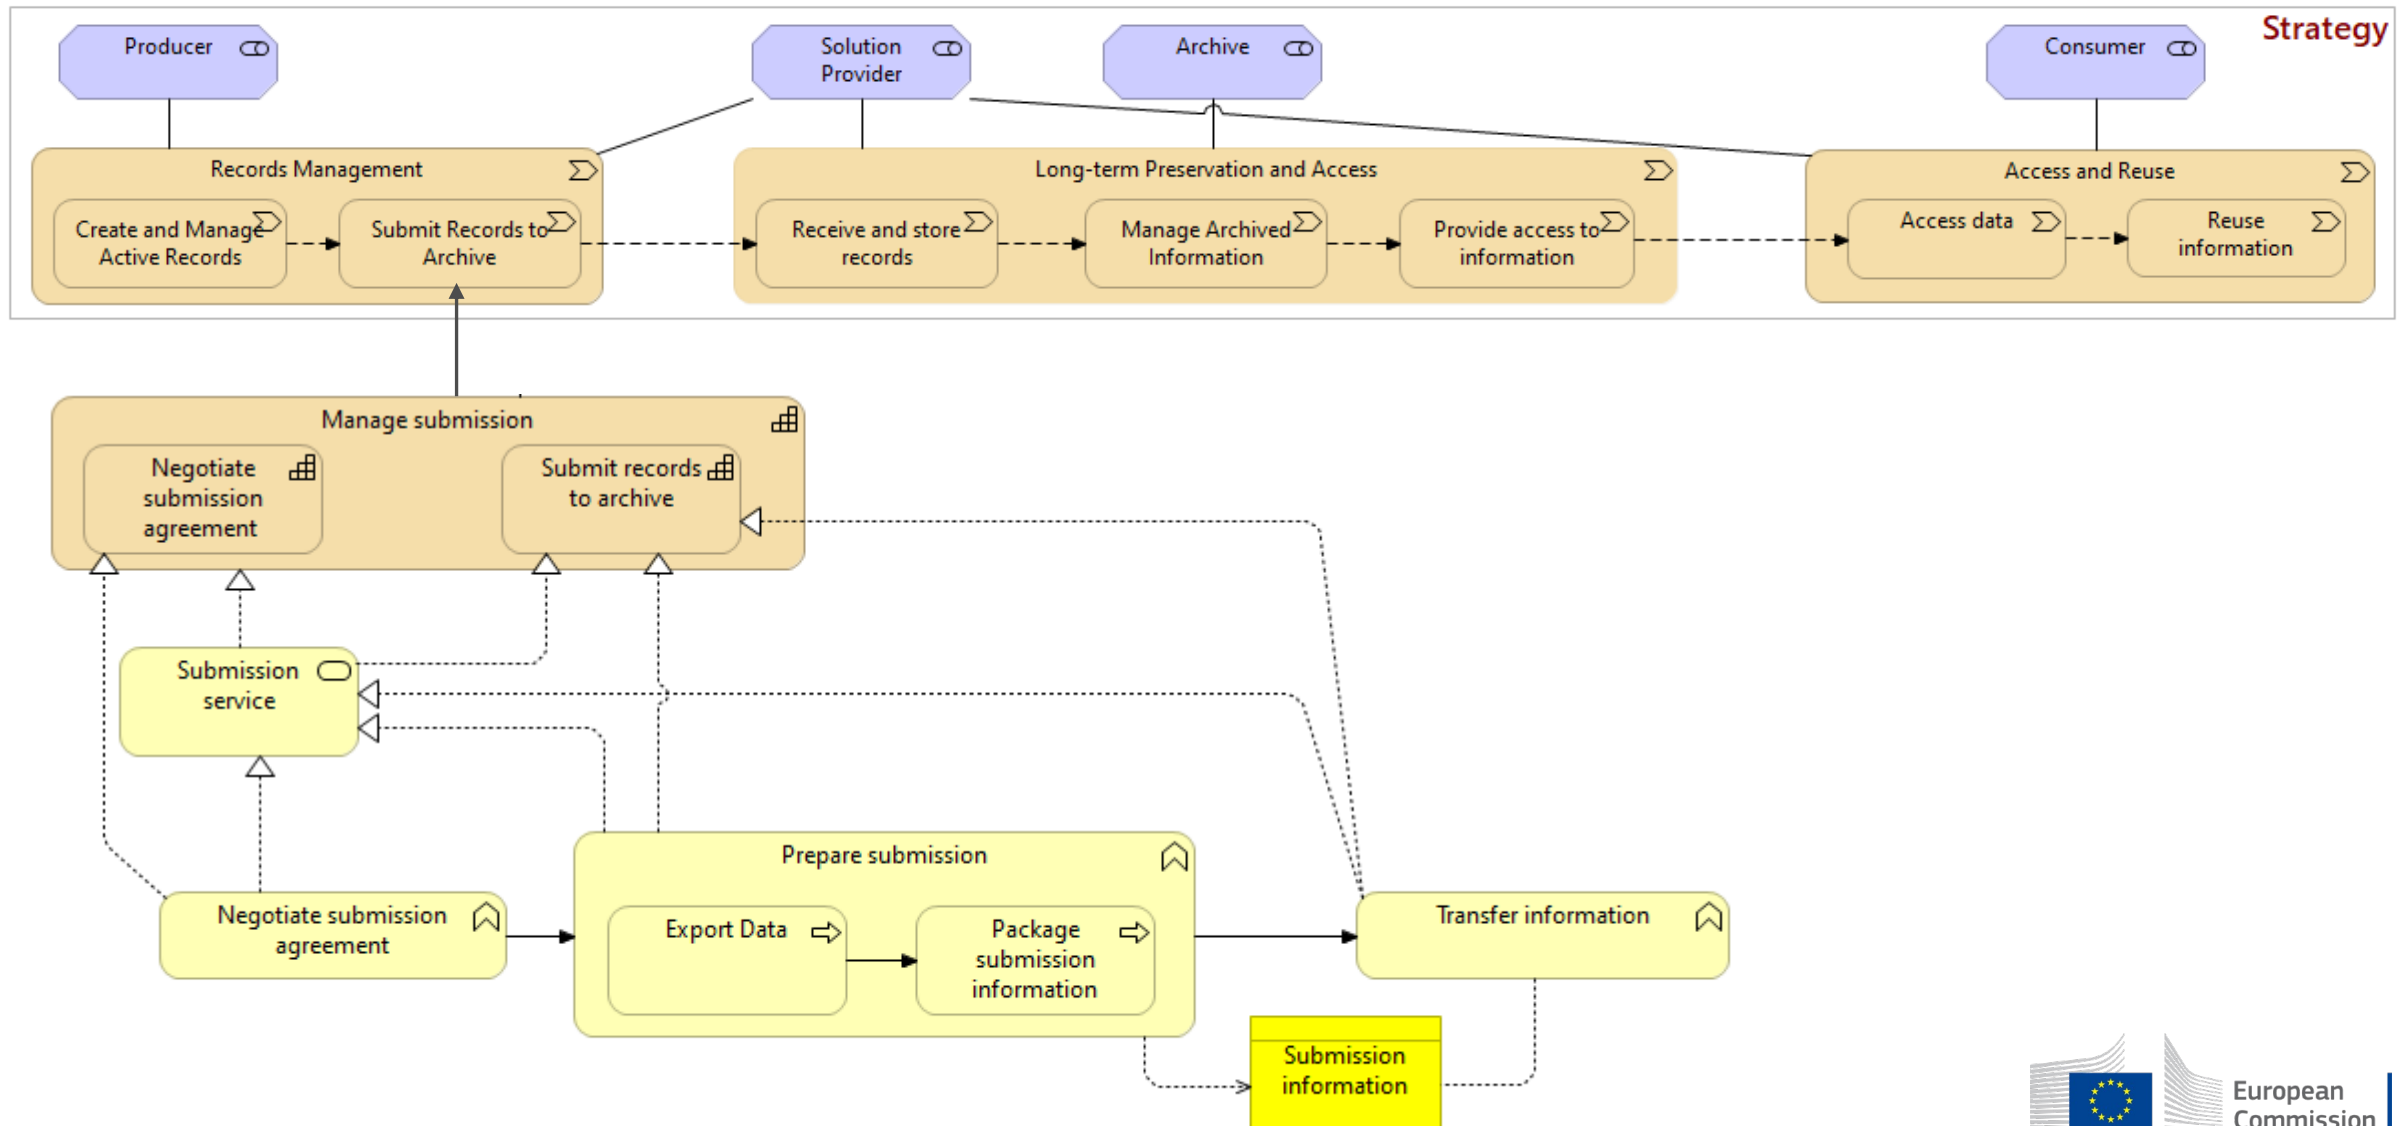 Strategy
Producer
Solution
Provider
Archive
Consumer
Records Management
Create and Manage
Active Records
Submit Records to
Archive
Long-term Preservation and Access
Receive and store
records
Manage Archived
Information
Provide access to
information
Access and Reuse
Access data
Reuse
information
Manage submission
Negotiate
submission
agreement
Submit records
to archive
Submission
service
Negotiate submission
agreement
Prepare submission
Export Data
Package
submission
information
Transfer information
Submission
information
European
Commission